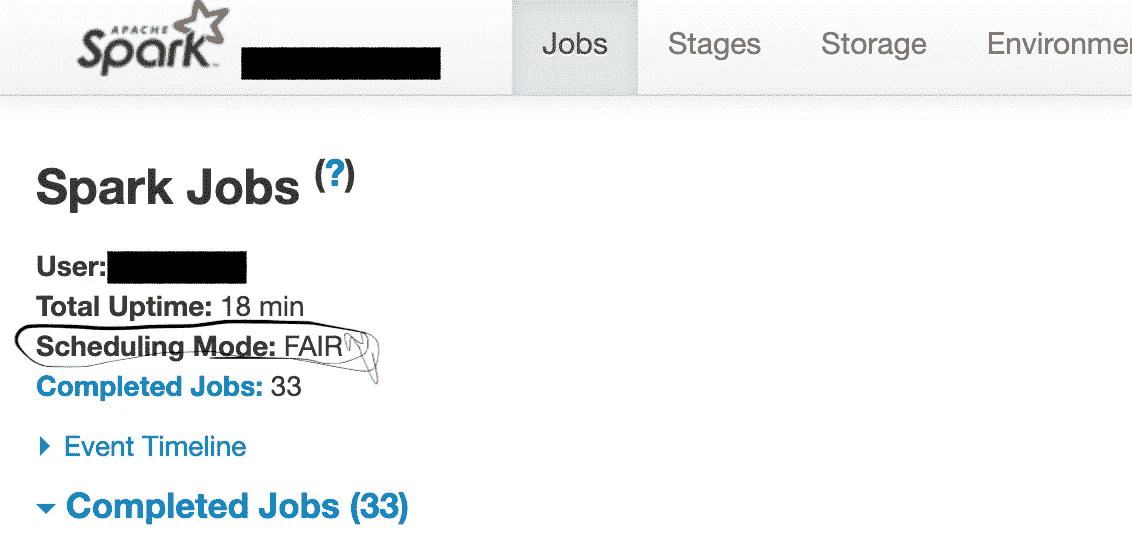 APACHE
Spark™
Jobs Stages Storage Environme
Spark Jobs (?)
User:
Total Uptime: 18 min
Scheduling Mode: FAIR
Completed Jobs: 33
Event Timeline
Completed Jobs (33)